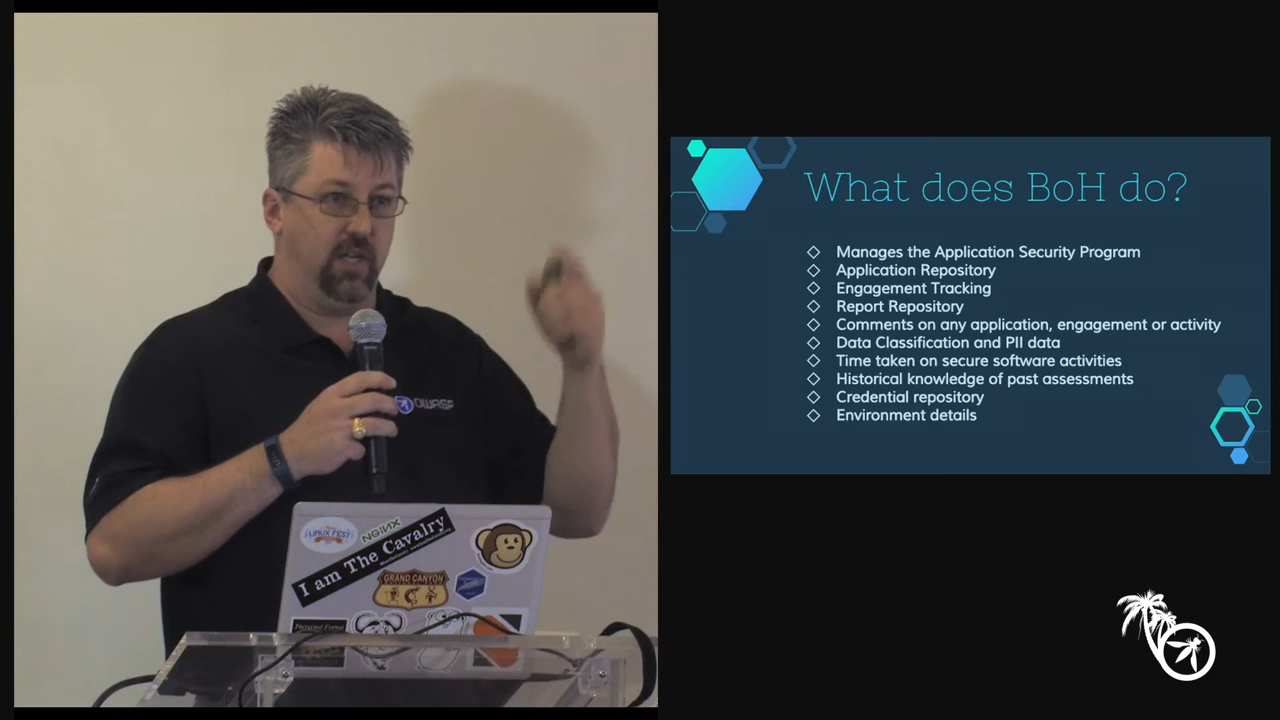 What does BoH do?
Manages the Application Security Program
Application Repository
Engagement Tracking
Report Repository
Comments on any application, engagement or activity
Data Classification and PII data
Time taken on secure software activities
Historical knowledge of past assessments
Credential repository
Environment details
OWASP
LINUX FEST
NGINX
I am The Cavalry
GRAND CANYON